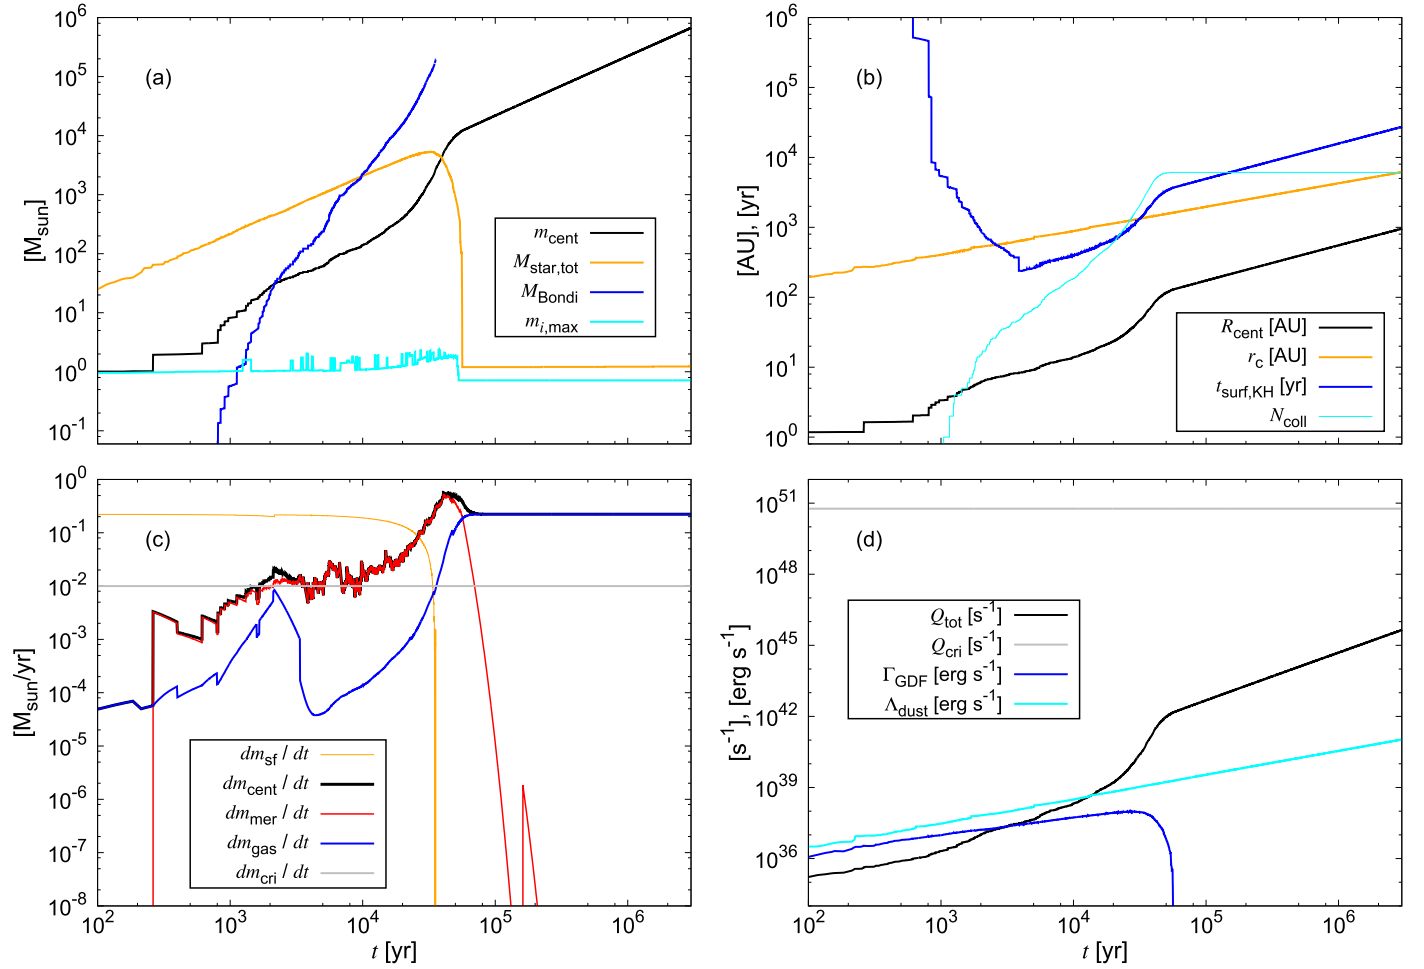 10^6
10^5
10^4
10^3
10^2
10^1
10^0
10^-1
[M_sun]
(a)
m_cent
M_star,tot
M_Bondi
m_i,max
10^6
10^5
10^4
10^3
10^2
10^1
10^0
[AU], [yr]
(b)
R_cent [AU]
r_c [AU]
t_surf,KH [yr]
N_coll
10^0
10^-1
10^-2
10^-3
10^-4
10^-5
10^-6
10^-7
10^-8
[M_sun/yr]
(c)
dm_sf / dt
dm_cent / dt
dm_mer / dt
dm_gas / dt
dm_cri / dt
10^2 10^3 10^4 10^5 10^6
t [yr]
10^51
10^48
10^45
10^42
10^39
10^36
[s^-1], [erg s^-1]
(d)
Q_tot [s^-1]
Q_cri [s^-1]
Γ_GDF [erg s^-1]
Λ_dust [erg s^-1]
10^2 10^3 10^4 10^5 10^6
t [yr]